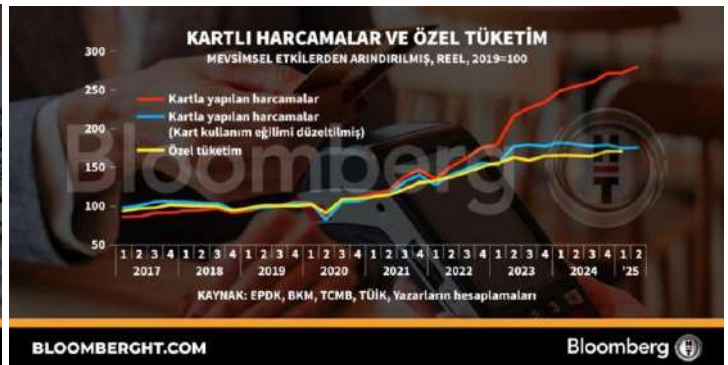 KARTLI HARCAMALAR VE ÖZEL TÜKETİM
MEVSİMSEL ETKİLERDEN ARINDIRILMIŞ, REEL, 2019=100
300
250
200
150
100
50
Kartla yapılan harcamalar
Kartla yapılan harcamalar
(Kart kullanım eğilimi düzeltilmiş)
Özel tüketim
Bloomberg HT
1 2 3 4 1 2 3 4 1 2 3 4 1 2 3 4 1 2 3 4 1 2 3 4 1 2 3 4 1 2 3 4 1 2
2017 2018 2019 2020 2021 2022 2023 2024 '25
KAYNAK: EPDK, BKM, TCMB, TÜİK, Yazarların hesaplamaları
BLOOMBERGHT.COM
Bloomberg HT